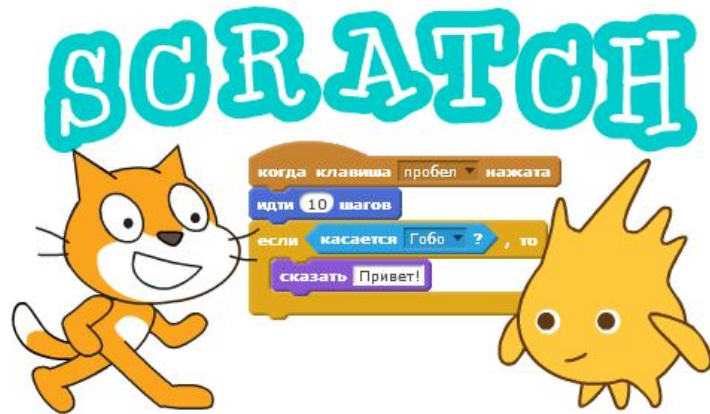 SCRATCH
когда клавиша пробел нажата
идти 10 шагов
если касается Гобо ? , то
сказать Привет!